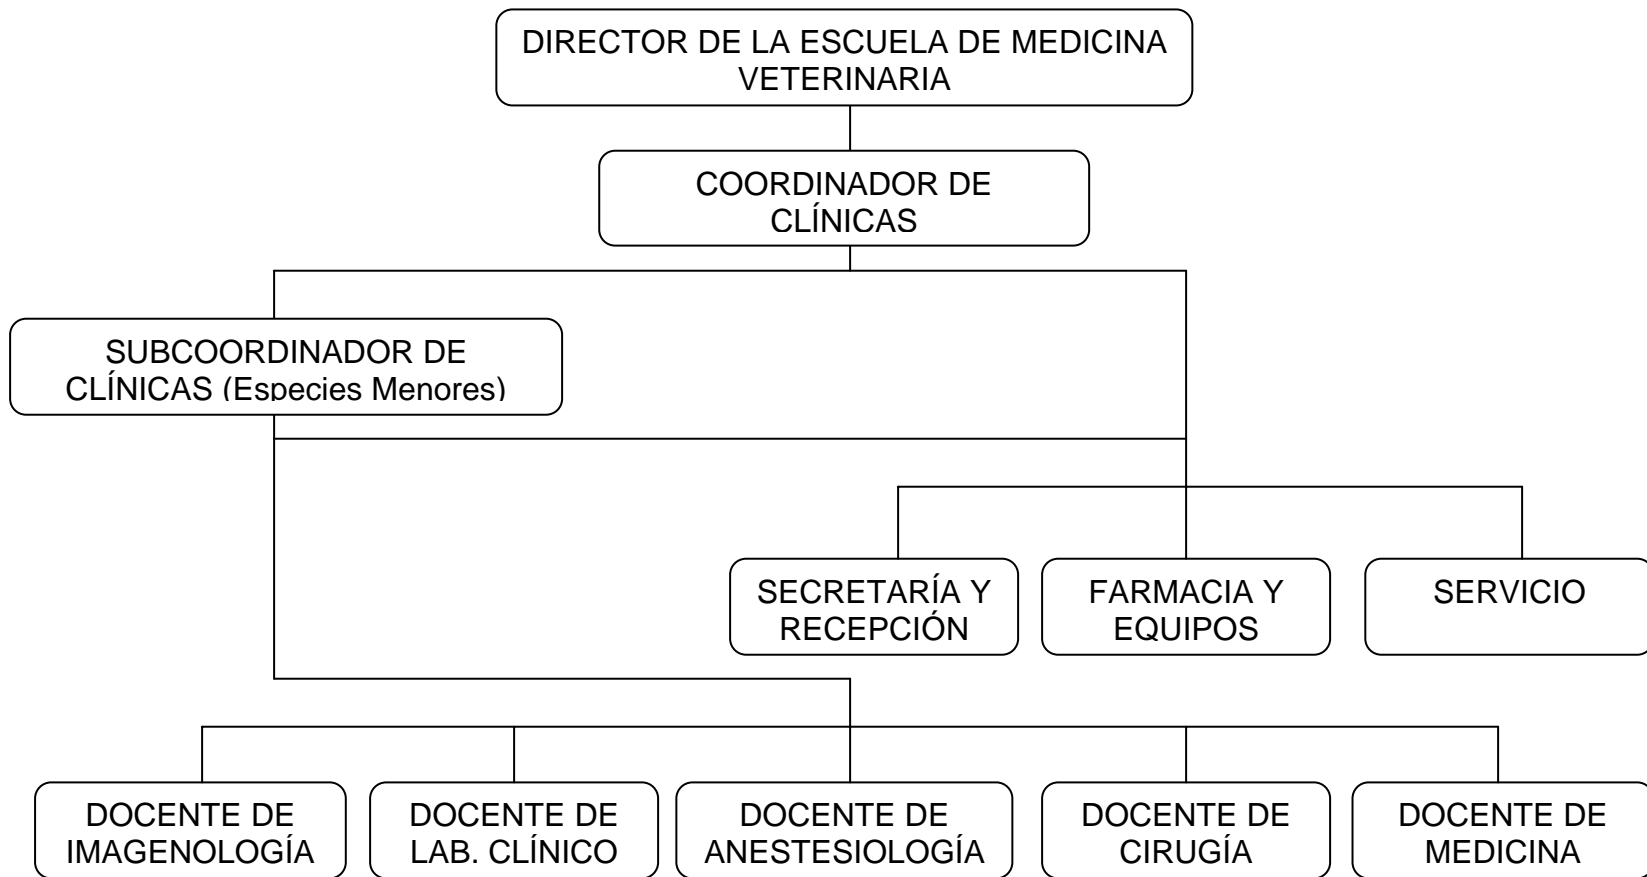 DIRECTOR DE LA ESCUELA DE MEDICINA
VETERINARIA
COORDINADOR DE
CLÍNICAS
SUBCOORDINADOR DE
CLÍNICAS (Especies Menores)
SECRETARÍA Y
RECEPCIÓN
FARMACIA Y
EQUIPOS
SERVICIO
DOCENTE DE
IMAGENOLOGÍA
DOCENTE DE
LAB. CLÍNICO
DOCENTE DE
ANESTESIOLOGÍA
DOCENTE DE
CIRUGÍA
DOCENTE DE
MEDICINA